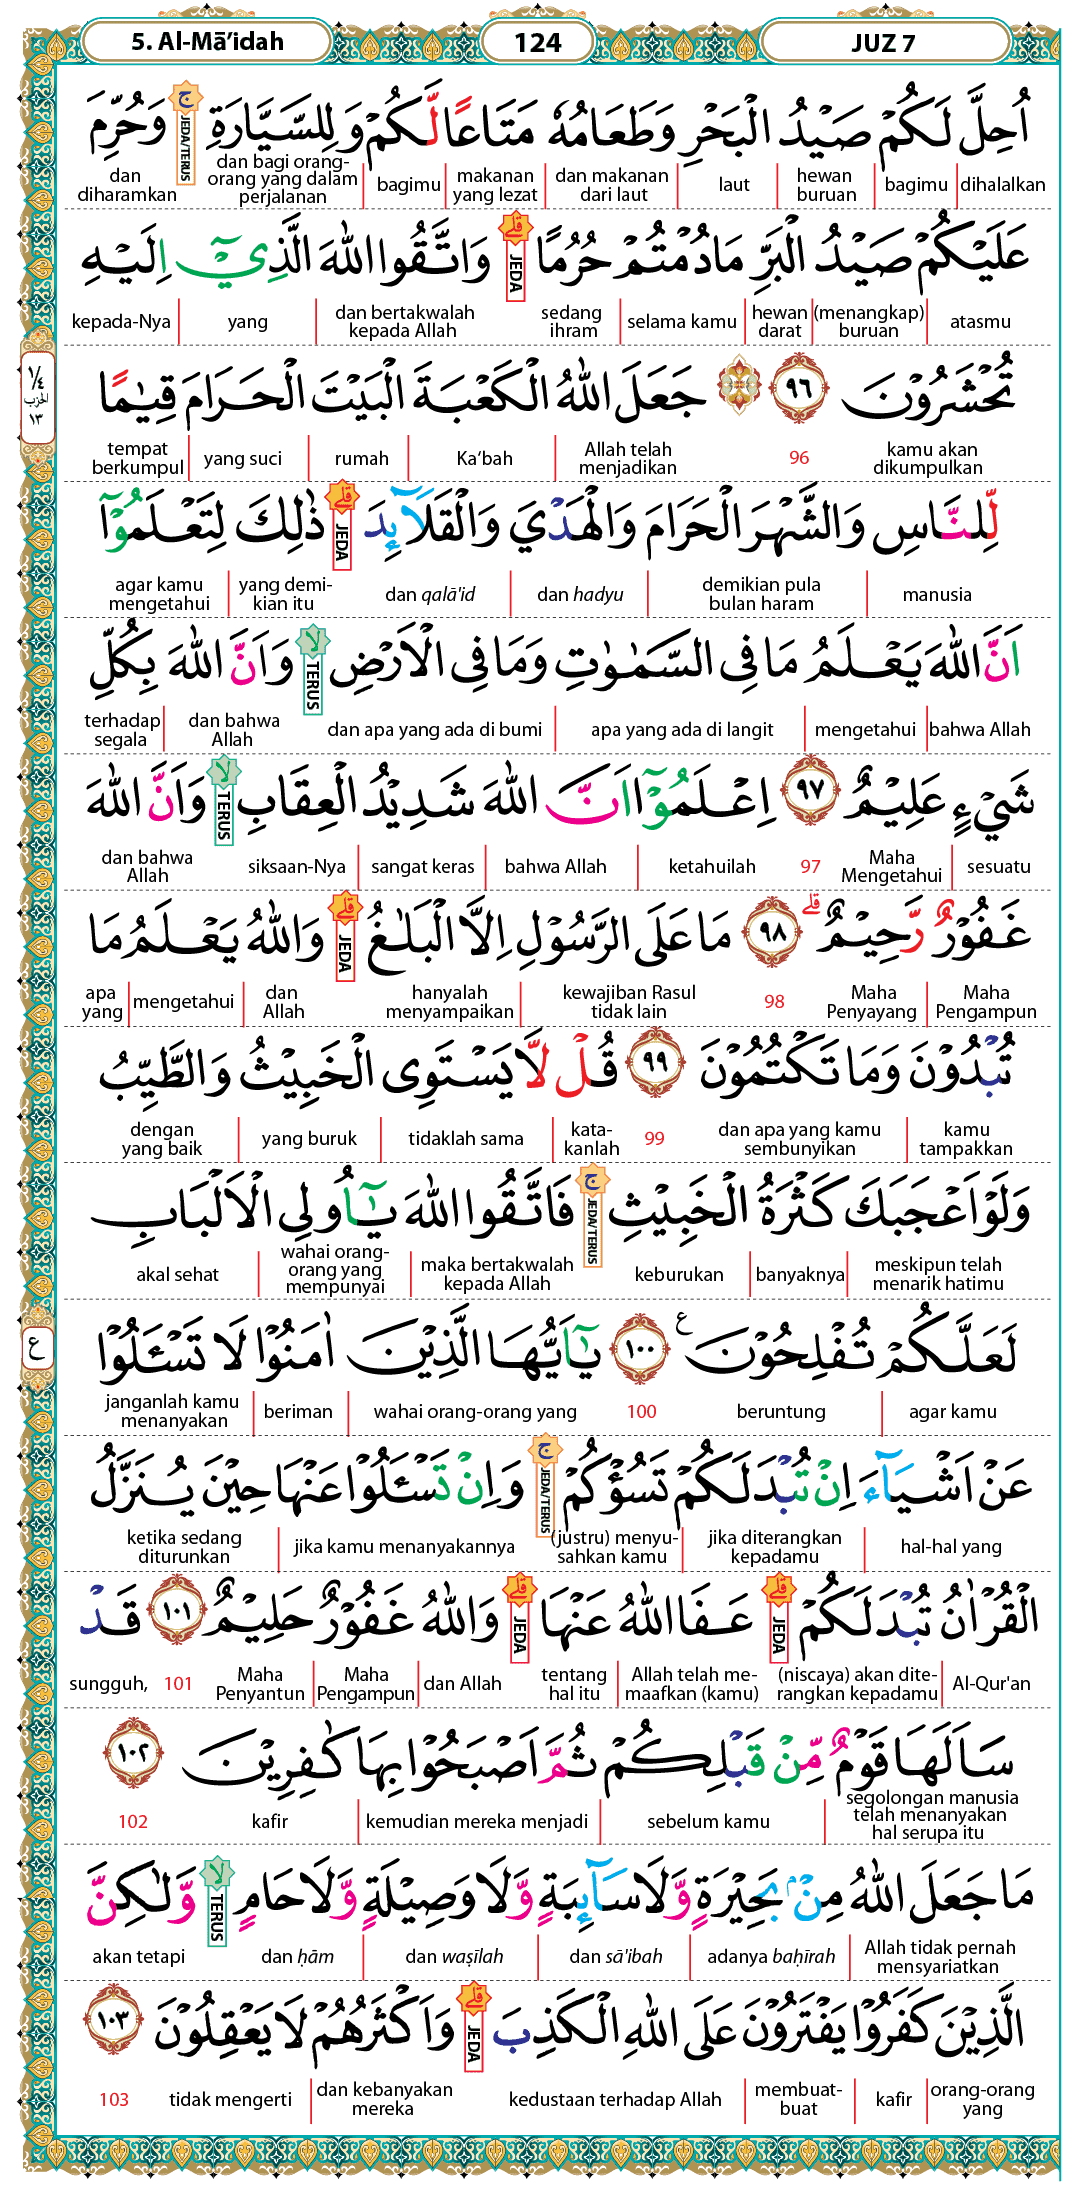 5. Al-Mā’idah 124 JUZ 7
اُحِلَّ لَكُمْ صَيْدُ الْبَحْرِ وَطَعَامُهٗ مَتَاعًا لَّكُمْ وَلِلسَّيَّارَةِ ۚ وَحُرِّمَ
dihalalkan bagimu hewan buruan laut dan makanan dari laut makanan yang lezat bagimu dan bagi orang-orang yang dalam perjalanan JEDA/TERUS dan diharamkan
عَلَيْكُمْ صَيْدُ الْبَرِّ مَا دُمْتُمْ حُرُمًا ۗ وَاتَّقُوا اللّٰهَ الَّذِيْٓ اِلَيْهِ
atasmu (menangkap) buruan hewan darat selama kamu sedang ihram JEDA dan bertakwalah kepada Allah yang kepada-Nya
تُحْشَرُوْنَ ٩٦ ۞ جَعَلَ اللّٰهُ الْكَعْبَةَ الْبَيْتَ الْحَرَامَ قِيٰمًا
١/٤ الحزب ١٣
kamu akan dikumpulkan 96 Allah telah menjadikan Ka‘bah rumah yang suci tempat berkumpul
لِّلنَّاسِ وَالشَّهْرَ الْحَرَامَ وَالْهَدْيَ وَالْقَلَاۤىِٕدَ ۗ ذٰلِكَ لِتَعْلَمُوْٓا
manusia demikian pula bulan haram dan hadyu dan qalā'id JEDA yang demi-kian itu agar kamu mengetahui
اَنَّ اللّٰهَ يَعْلَمُ مَا فِى السَّمٰوٰتِ وَمَا فِى الْاَرْضِ ۙ وَاَنَّ اللّٰهَ بِكُلِّ
bahwa Allah mengetahui apa yang ada di langit dan apa yang ada di bumi TERUS dan bahwa Allah terhadap segala
شَيْءٍ عَلِيْمٌ ٩٧ اِعْلَمُوْٓا اَنَّ اللّٰهَ شَدِيْدُ الْعِقَابِ ۙ وَاَنَّ اللّٰهَ
sesuatu Maha Mengetahui 97 ketahuilah bahwa Allah sangat keras siksaan-Nya TERUS dan bahwa Allah
غَفُوْرٌ رَّحِيْمٌ ۗ ٩٨ مَا عَلَى الرَّسُوْلِ اِلَّا الْبَلٰغُ ۗ وَاللّٰهُ يَعْلَمُ مَا
Maha Pengampun Maha Penyayang 98 kewajiban Rasul tidak lain hanyalah menyampaikan JEDA dan Allah mengetahui apa yang
تُبْدُوْنَ وَمَا تَكْتُمُوْنَ ٩٩ قُلْ لَّا يَسْتَوِى الْخَبِيْثُ وَالطَّيِّبُ
kamu tampakkan dan apa yang kamu sembunyikan 99 kata-kanlah tidaklah sama yang buruk dengan yang baik
وَلَوْ اَعْجَبَكَ كَثْرَةُ الْخَبِيْثِ ۚ فَاتَّقُوا اللّٰهَ يٰٓاُولِى الْاَلْبَابِ
meskipun telah menarik hatimu banyaknya keburukan JEDA/TERUS maka bertakwalah kepada Allah wahai orang-orang yang mempunyai akal sehat
لَعَلَّكُمْ تُفْلِحُوْنَ ࣖ ١٠٠ يٰٓاَيُّهَا الَّذِيْنَ اٰمَنُوْا لَا تَسْـَٔلُوْا
ع
agar kamu beruntung 100 wahai orang-orang yang beriman janganlah kamu menanyakan
عَنْ اَشْيَاۤءَ اِنْ تُبْدَ لَكُمْ تَسُؤْكُمْ ۚ وَاِنْ تَسْـَٔلُوْا عَنْهَا حِيْنَ يُنَزَّلُ
hal-hal yang jika diterangkan kepadamu (justru) menyu-sahkan kamu JEDA/TERUS jika kamu menanyakannya ketika sedang diturunkan
الْقُرْاٰنُ تُبْدَ لَكُمْ ۗ عَفَا اللّٰهُ عَنْهَا ۗ وَاللّٰهُ غَفُوْرٌ حَلِيْمٌ ١٠١ قَدْ
Al-Qur'an (niscaya) akan dite-rangkan kepadamu JEDA Allah telah me-maafkan (kamu) tentang hal itu JEDA dan Allah Maha Pengampun Maha Penyantun 101 sungguh,
سَاَلَهَا قَوْمٌ مِّنْ قَبْلِكُمْ ثُمَّ اَصْبَحُوْا بِهَا كٰفِرِيْنَ ١٠٢
segolongan manusia telah menanyakan hal serupa itu sebelum kamu kemudian mereka menjadi kafir 102
مَا جَعَلَ اللّٰهُ مِنْۢ بَحِيْرَةٍ وَّلَا سَاۤىِٕبَةٍ وَّلَا وَصِيْلَةٍ وَّلَا حَامٍ ۙ وَّلٰكِنَّ
Allah tidak pernah mensyariatkan adanya baḥīrah dan sā'ibah dan waṣīlah dan ḥām TERUS akan tetapi
الَّذِيْنَ كَفَرُوْا يَفْتَرُوْنَ عَلَى اللّٰهِ الْكَذِبَ ۗ وَاَكْثَرُهُمْ لَا يَعْقِلُوْنَ ١٠٣
orang-orang yang kafir membuat-buat kedustaan terhadap Allah JEDA dan kebanyakan mereka tidak mengerti 103